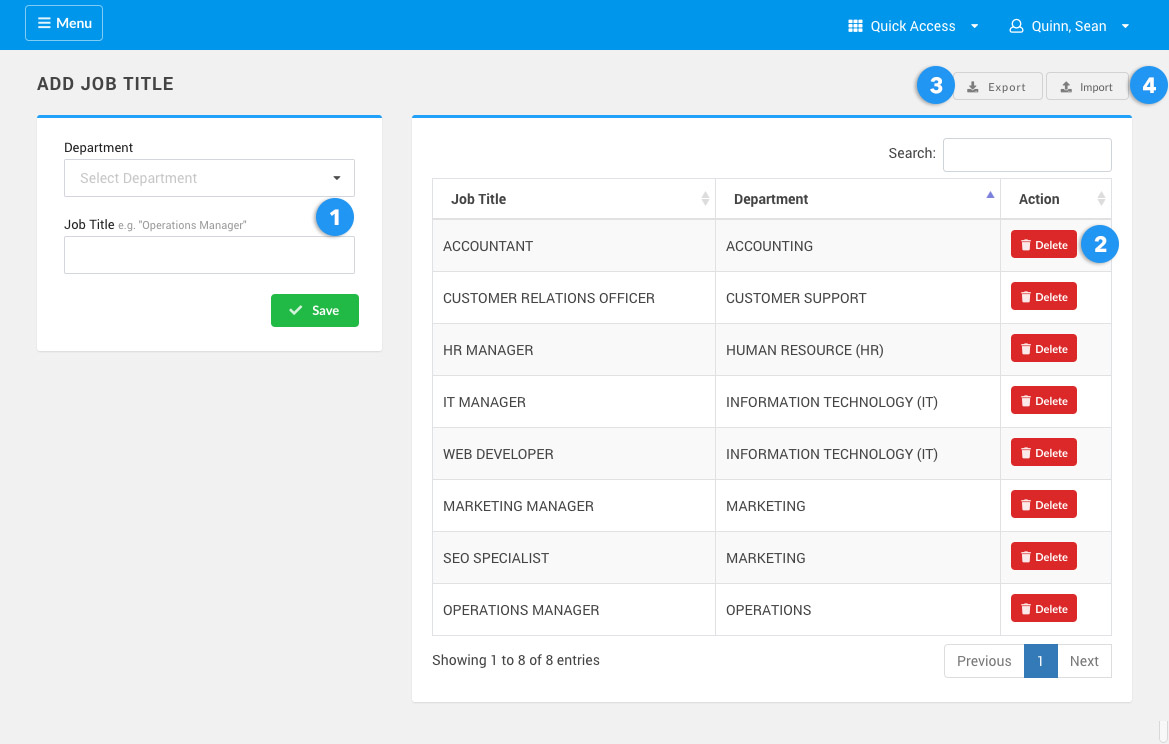 Menu
Quick Access
Quinn, Sean
ADD JOB TITLE
3
Export
Import
4
Department
Select Department
1
Job Title e.g. "Operations Manager"
Save
Search:
Job Title Department Action
ACCOUNTANT ACCOUNTING Delete 2
CUSTOMER RELATIONS OFFICER CUSTOMER SUPPORT Delete
HR MANAGER HUMAN RESOURCE (HR) Delete
IT MANAGER INFORMATION TECHNOLOGY (IT) Delete
WEB DEVELOPER INFORMATION TECHNOLOGY (IT) Delete
MARKETING MANAGER MARKETING Delete
SEO SPECIALIST MARKETING Delete
OPERATIONS MANAGER OPERATIONS Delete
Showing 1 to 8 of 8 entries
Previous 1 Next